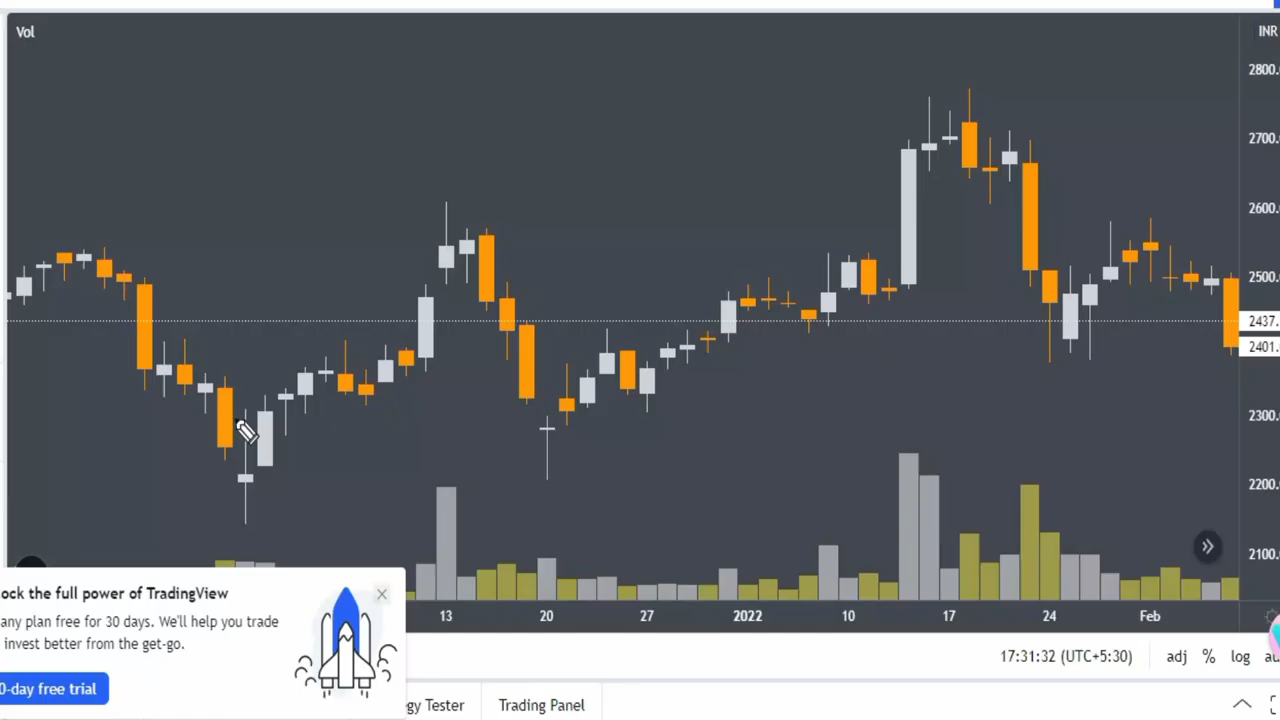 Vol
INR
2800.
2700.
2600.
2500.
2437.
2401.
2300.
2200.
2100.
13 20 27 2022 10 17 24 Feb
17:31:32 (UTC+5:30) adj % log au
ock the full power of TradingView
any plan free for 30 days. We'll help you trade
invest better from the get-go.
0-day free trial
gy Tester Trading Panel